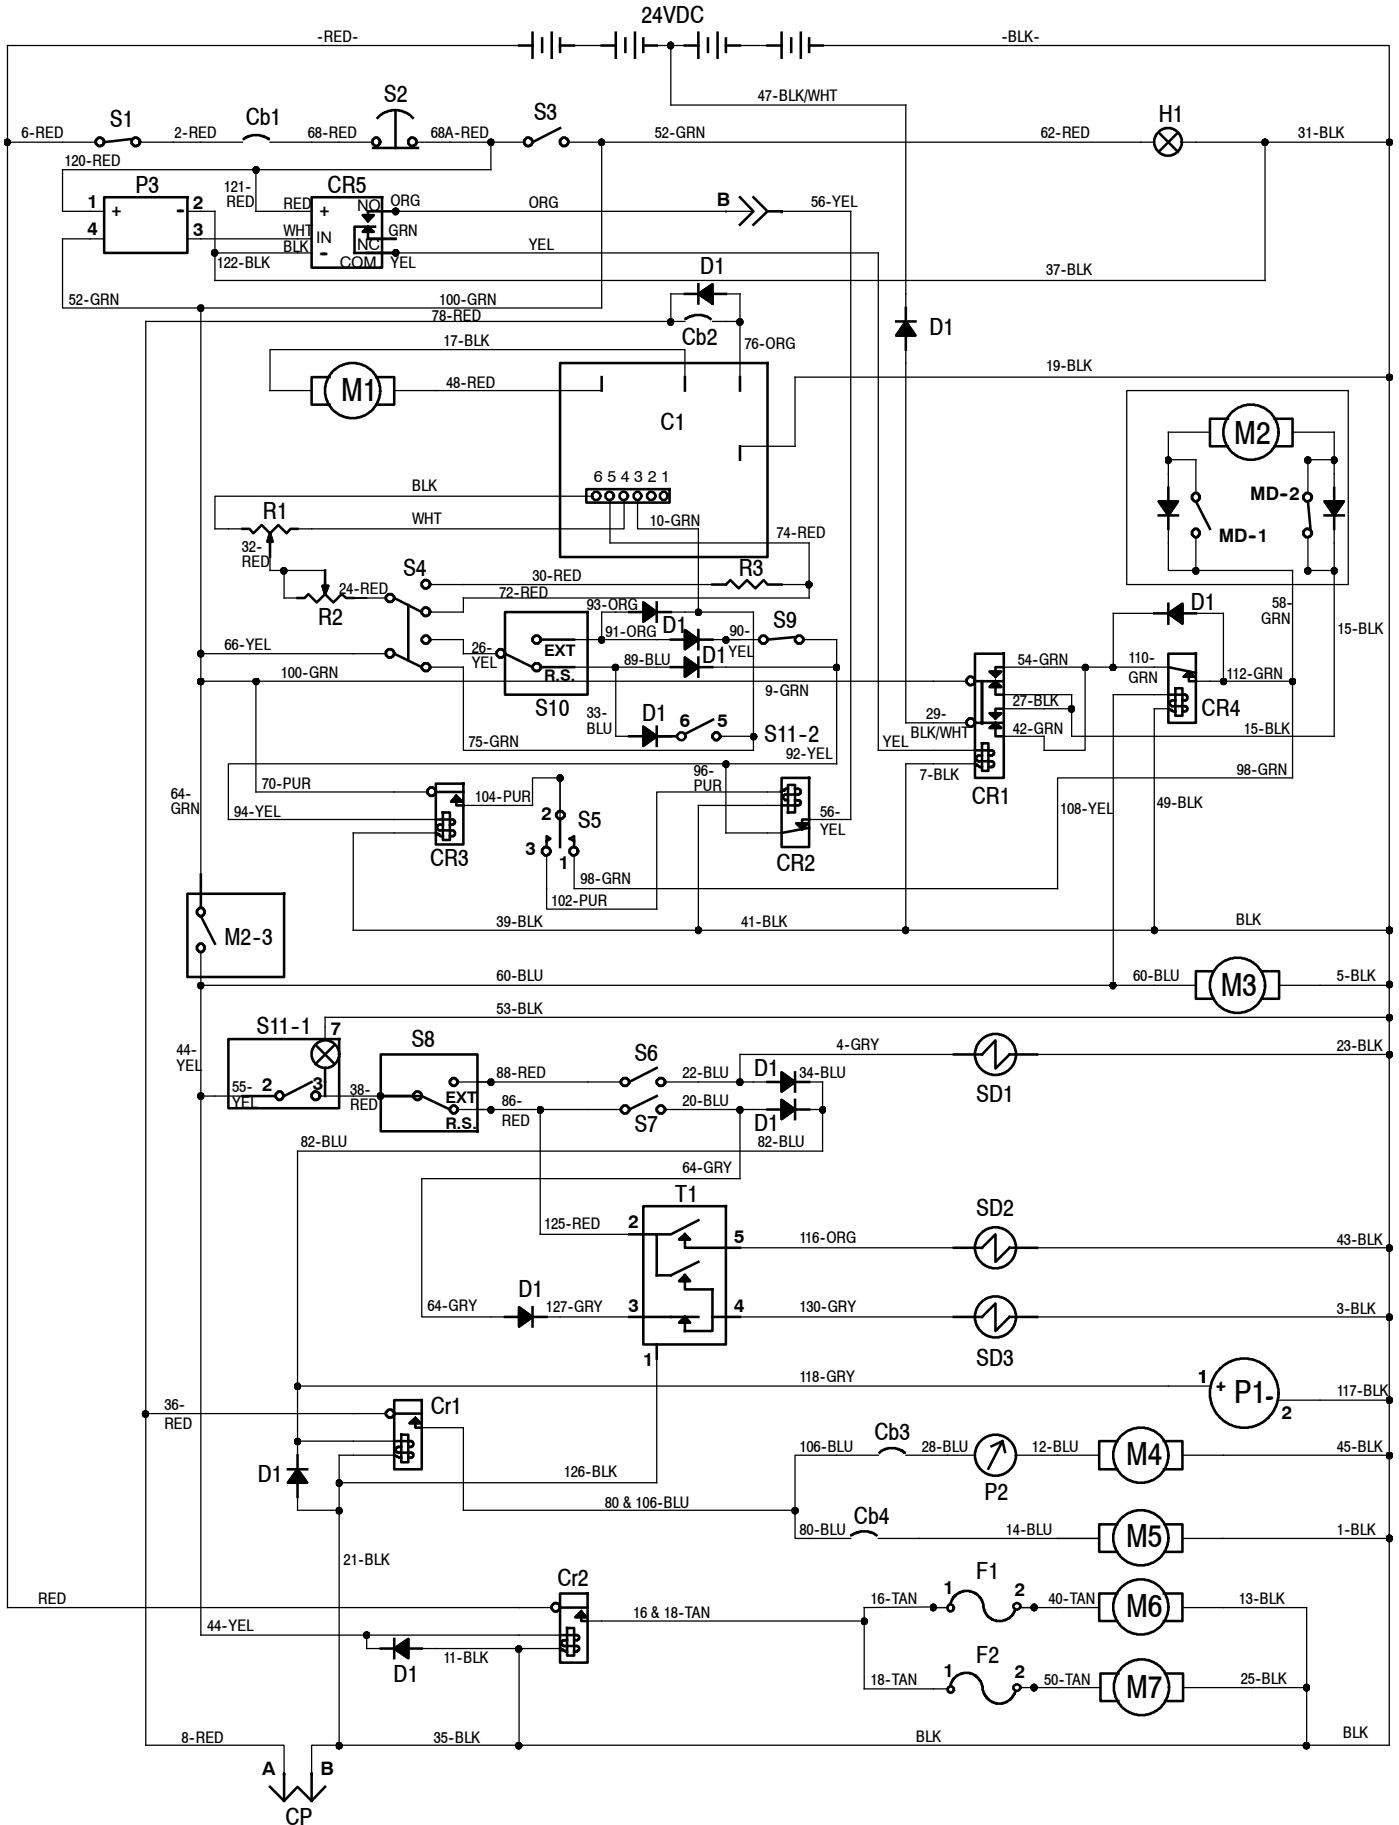 24VDC
-RED-
-BLK-
47-BLK/WHT
6-RED
S1
2-RED
Cb1
68-RED
S2
68A-RED
S3
52-GRN
62-RED
H1
31-BLK
120-RED
P3
1
+
-
2
4
3
121-
RED
CR5
RED
+
NO
ORG
WHT
IN
GRN
BLK
-
NC
COM
YEL
122-BLK
ORG
B
56-YEL
YEL
37-BLK
52-GRN
100-GRN
78-RED
D1
Cb2
76-ORG
D1
17-BLK
M1
48-RED
C1
19-BLK
6 5 4 3 2 1
BLK
R1
WHT
10-GRN
74-RED
32-
RED
M2
MD-2
MD-1
R2
24-RED
S4
30-RED
72-RED
R3
93-ORG
D1
91-ORG
D1
90-
YEL
S9
66-YEL
26-
YEL
EXT
R.S.
S10
89-BLU
100-GRN
9-GRN
33-
BLU
D1
6
5
S11-2
75-GRN
92-YEL
54-GRN
110-
GRN
D1
58-
GRN
15-BLK
112-GRN
CR4
27-BLK
29-
BLK/WHT
42-GRN
15-BLK
YEL
7-BLK
CR1
98-GRN
108-YEL
49-BLK
64-
GRN
70-PUR
94-YEL
104-PUR
CR3
2
S5
3
1
96-
PUR
56-
YEL
CR2
98-GRN
102-PUR
39-BLK
41-BLK
BLK
M2-3
60-BLU
60-BLU
M3
5-BLK
53-BLK
S11-1
7
44-
YEL
55-
YEL
2
3
38-
RED
S8
EXT
R.S.
88-RED
86-
RED
S6
22-BLU
S7
20-BLU
4-GRY
D1
34-BLU
D1
SD1
23-BLK
82-BLU
82-BLU
64-GRY
T1
125-RED
2
5
116-ORG
SD2
43-BLK
64-GRY
D1
127-GRY
3
4
130-GRY
SD3
3-BLK
1
118-GRY
1
+
P1
-
2
117-BLK
36-
RED
Cr1
D1
126-BLK
80 & 106-BLU
106-BLU
Cb3
28-BLU
P2
12-BLU
M4
45-BLK
80-BLU
Cb4
14-BLU
M5
1-BLK
21-BLK
RED
Cr2
16 & 18-TAN
16-TAN
1
F1
2
40-TAN
M6
13-BLK
44-YEL
D1
11-BLK
18-TAN
1
F2
2
50-TAN
M7
25-BLK
8-RED
35-BLK
BLK
BLK
A
B
CP